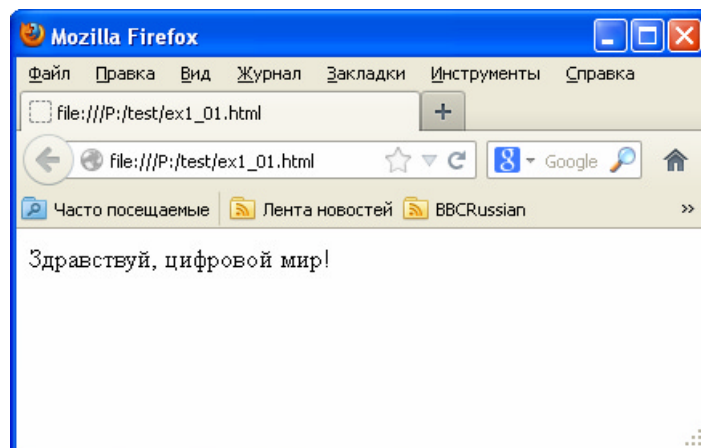 Mozilla Firefox
Файл Правка Вид Журнал Закладки Инструменты Справка
file:///P:/test/ex1_01.html +
file:///P:/test/ex1_01.html 8 Google
Часто посещаемые Лента новостей BBCRussian »
Здравствуй, цифровой мир!